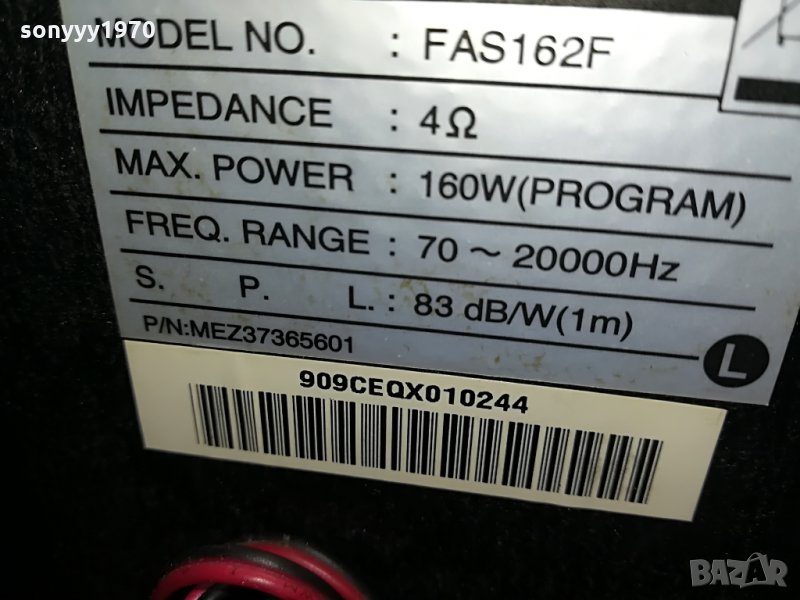 sonyyy1970
MODEL NO. : FAS162F
IMPEDANCE : 4Ω
MAX. POWER : 160W(PROGRAM)
FREQ. RANGE : 70 ~ 20000Hz
S. P. L. : 83 dB/W(1m)
P/N:MEZ37365601
L
909CEQX010244
BAZAR